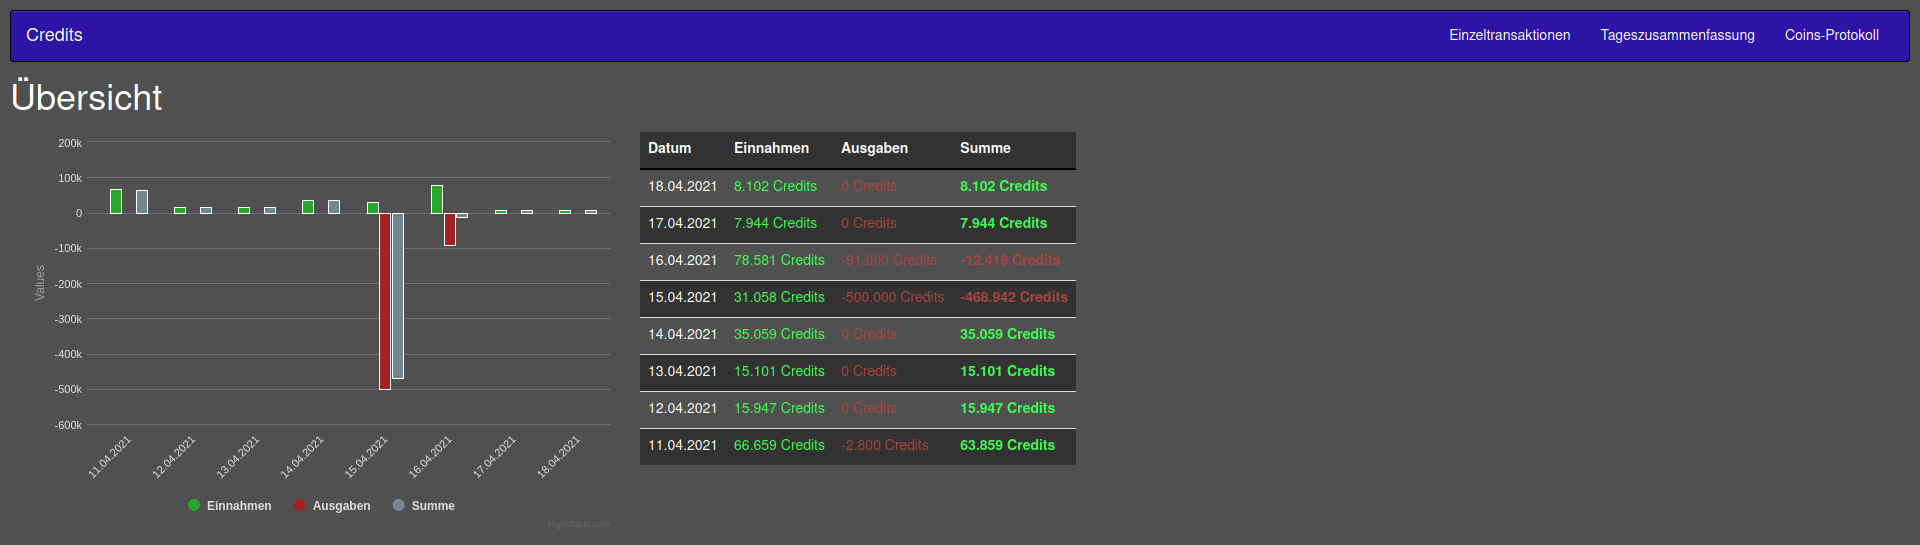 Credits Einzeltransaktionen Tageszusammenfassung Coins-Protokoll
Übersicht
200k
100k
0
-100k
-200k
-300k
-400k
-500k
-600k
Values
11.04.2021 12.04.2021 13.04.2021 14.04.2021 15.04.2021 16.04.2021 17.04.2021 18.04.2021
Einnahmen Ausgaben Summe
Highcharts.com
Datum Einnahmen Ausgaben Summe
18.04.2021 8.102 Credits 0 Credits 8.102 Credits
17.04.2021 7.944 Credits 0 Credits 7.944 Credits
16.04.2021 78.581 Credits -91.000 Credits -12.419 Credits
15.04.2021 31.058 Credits -500.000 Credits -468.942 Credits
14.04.2021 35.059 Credits 0 Credits 35.059 Credits
13.04.2021 15.101 Credits 0 Credits 15.101 Credits
12.04.2021 15.947 Credits 0 Credits 15.947 Credits
11.04.2021 66.659 Credits -2.800 Credits 63.859 Credits